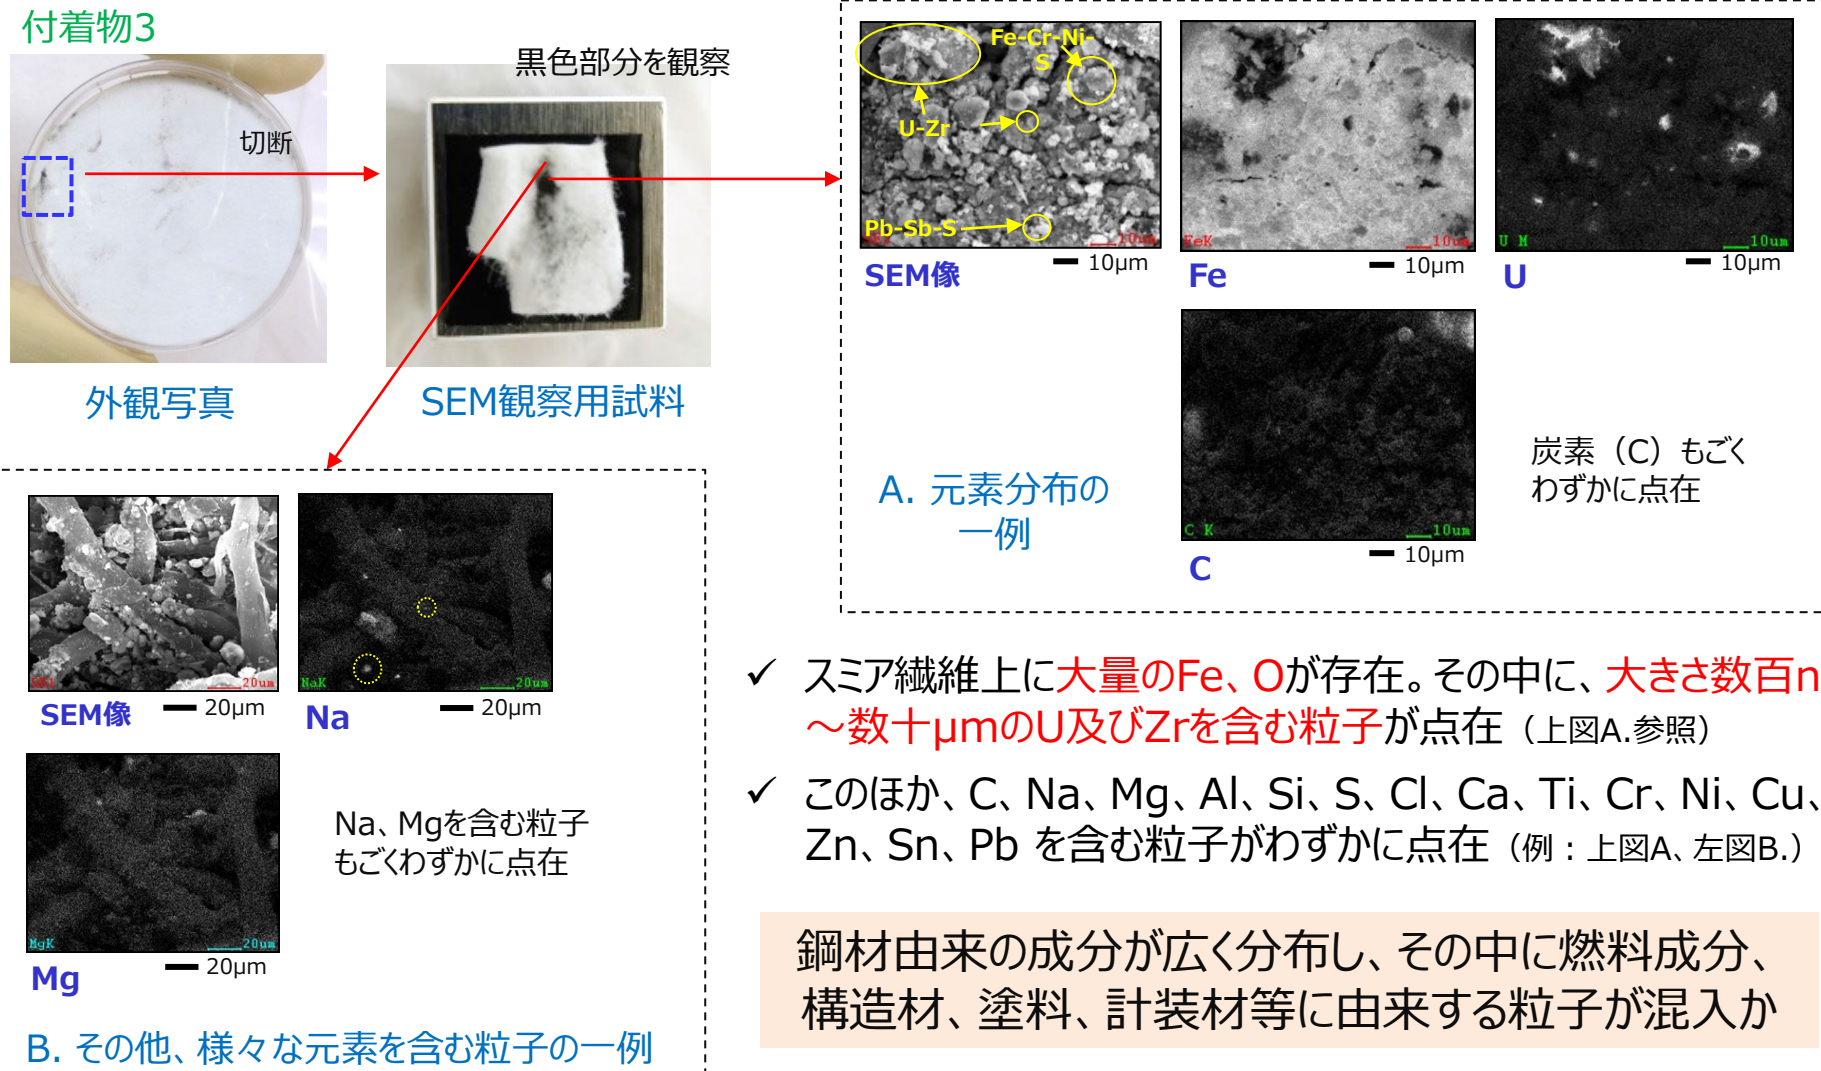 付着物3
黒色部分を観察
切断
外観写真
SEM観察用試料
Fe-Cr-Ni-
S
U-Zr
Pb-Sb-S
10um
SEM像
10μm
FeK
10um
Fe
10μm
U M
10um
U
10μm
C K
10um
C
10μm
A. 元素分布の
一例
炭素（C）もごく
わずかに点在
20um
SEM像
20μm
NaK
20um
Na
20μm
MgK
20um
Mg
20μm
Na、Mgを含む粒子
もごくわずかに点在
B. その他、様々な元素を含む粒子の一例
✓ スミア繊維上に大量のFe、Oが存在。その中に、大きさ数百n
～数十μmのU及びZrを含む粒子が点在（上図A.参照）
✓ このほか、C、Na、Mg、Al、Si、S、Cl、Ca、Ti、Cr、Ni、Cu、
Zn、Sn、Pb を含む粒子がわずかに点在（例：上図A、左図B.）
鋼材由来の成分が広く分布し、その中に燃料成分、
構造材、塗料、計装材等に由来する粒子が混入か